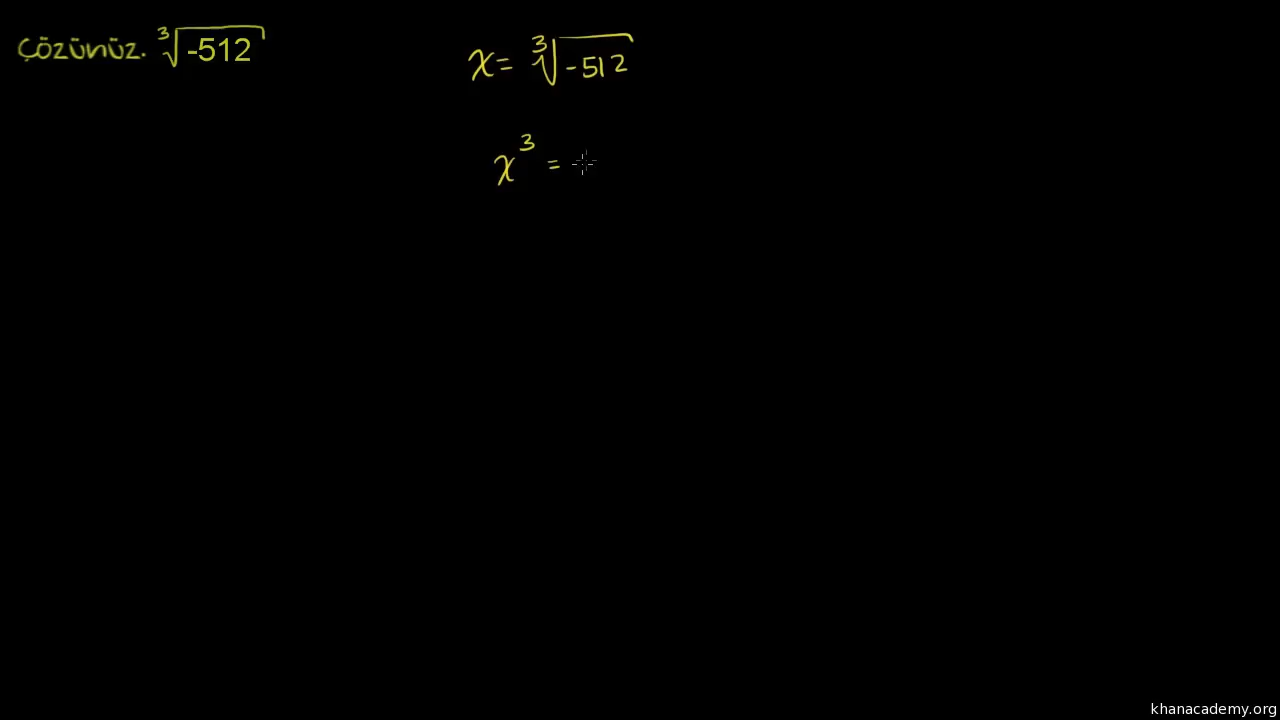 Çözünüz. ∛-512
x = ∛-512
x³ =
khanacademy.org